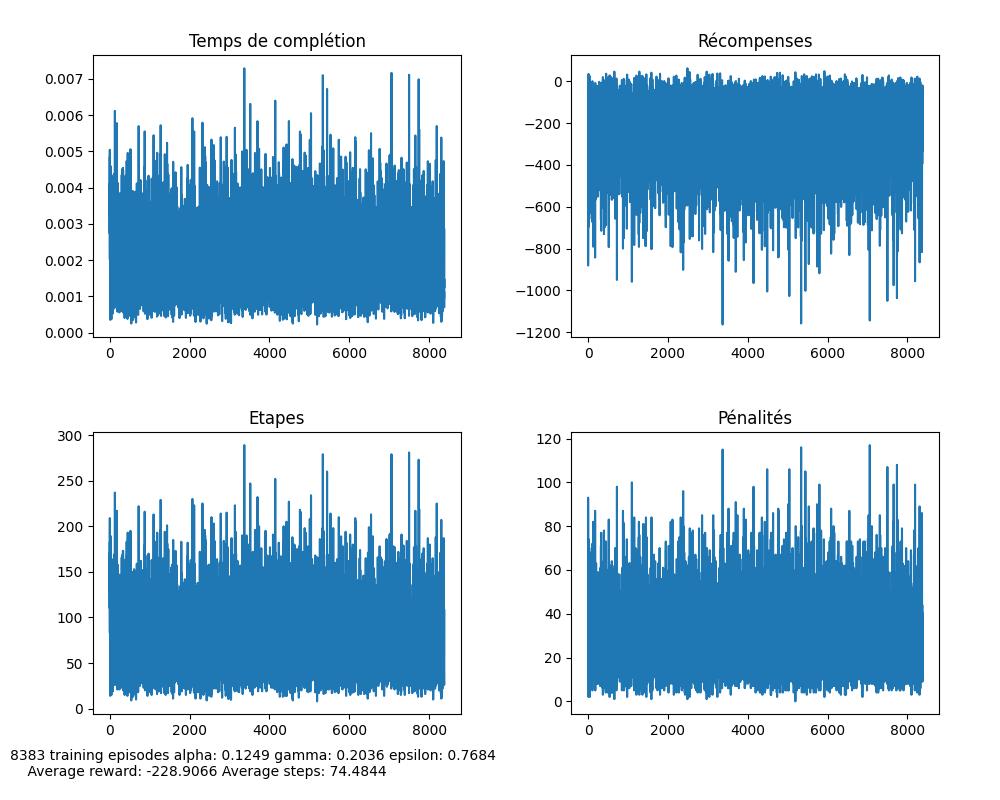 Temps de complétion
0.007
0.006
0.005
0.004
0.003
0.002
0.001
0.000
0 2000 4000 6000 8000
Récompenses
0
−200
−400
−600
−800
−1000
−1200
0 2000 4000 6000 8000
Etapes
300
250
200
150
100
50
0
0 2000 4000 6000 8000
Pénalités
120
100
80
60
40
20
0
0 2000 4000 6000 8000
8383 training episodes alpha: 0.1249 gamma: 0.2036 epsilon: 0.7684
Average reward: -228.9066 Average steps: 74.4844